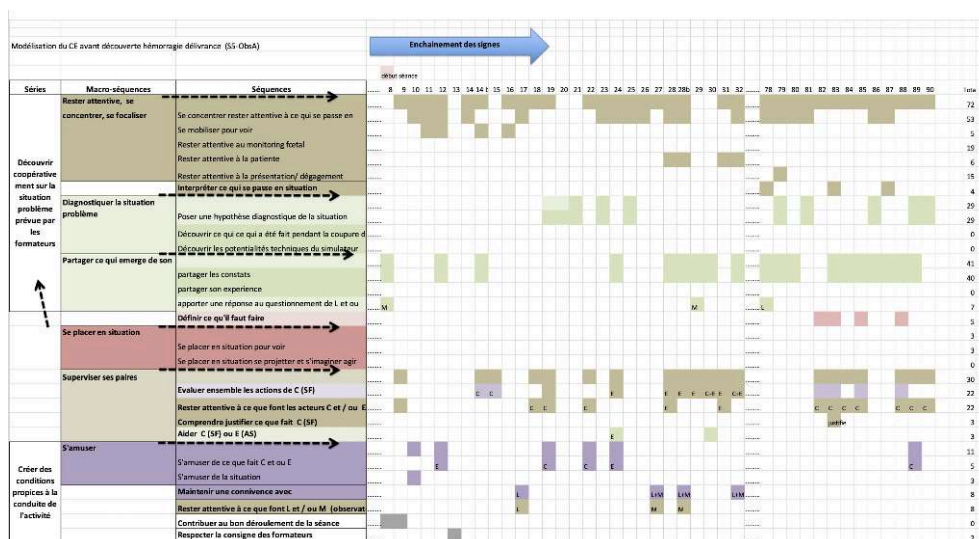 Modélisation du CE avant découverte hémorragie délivrance (S5-ObsA)
Enchainement des signes
début séance
Séries Macro-séquences Séquences ....... 8 9 10 11 12 13 14 14 t 15 16 17 18 19 20 21 22 23 24 25 26 27 28 28b 29 30 31 32 ....... 78 79 80 81 82 83 84 85 86 87 88 89 90 Tota
Rester attentive, se concentrer, se focaliser
72
Se concentrer rester attentive à ce qui se passe en 53
Se mobiliser pour voir 5
Rester attentive au monitoring fœtal 19
Rester attentive à la patiente 6
Rester attentive à la présentation/ dégagement 15
Interpréter ce qui se passe en situation 4
Découvrir
coopérative
ment sur la
situation
problème
prévue par
les
formateurs
Diagnostiquer la situation problème
29
Poser une hypothèse diagnostique de la situation 29
Découvrir ce qui ce qui a été fait pendant la coupure d 0
Découvrir les potentialités techniques du simulateur 0
Partager ce qui emerge de son
41
partager les constats 40
partager son experience 0
apporter une réponse au questionnement de L et ou M M L 7
Définir ce qu'il faut faire 5
Se placer en situation 3
Se placer en situation pour voir 3
Se placer en situation se projetter et s'imaginer agir 0
Superviser ses paires 30
Evaluer ensemble les actions de C (SF) C C E E E E C-E E C-E 22
Rester attentive à ce que font les acteurs C et / ou E C C C E E C C C C C 22
Comprendre justifier ce que fait C (SF) justifie 3
Aider C (SF) ou E (AS) E 3
Créer des
conditions
propices à la
conduite de
l'activité
S'amuser 11
S'amuser de ce que fait C et ou E E C C E C 5
S'amuser de la situation 3
Maintenir une connivence avec L L+M L+M L+M 8
Rester attentive à ce que font L et / ou M (observat L L+M L+M 8
Contribuer au bon déroulement de la séance 0
Respecter la consigne des formateurs